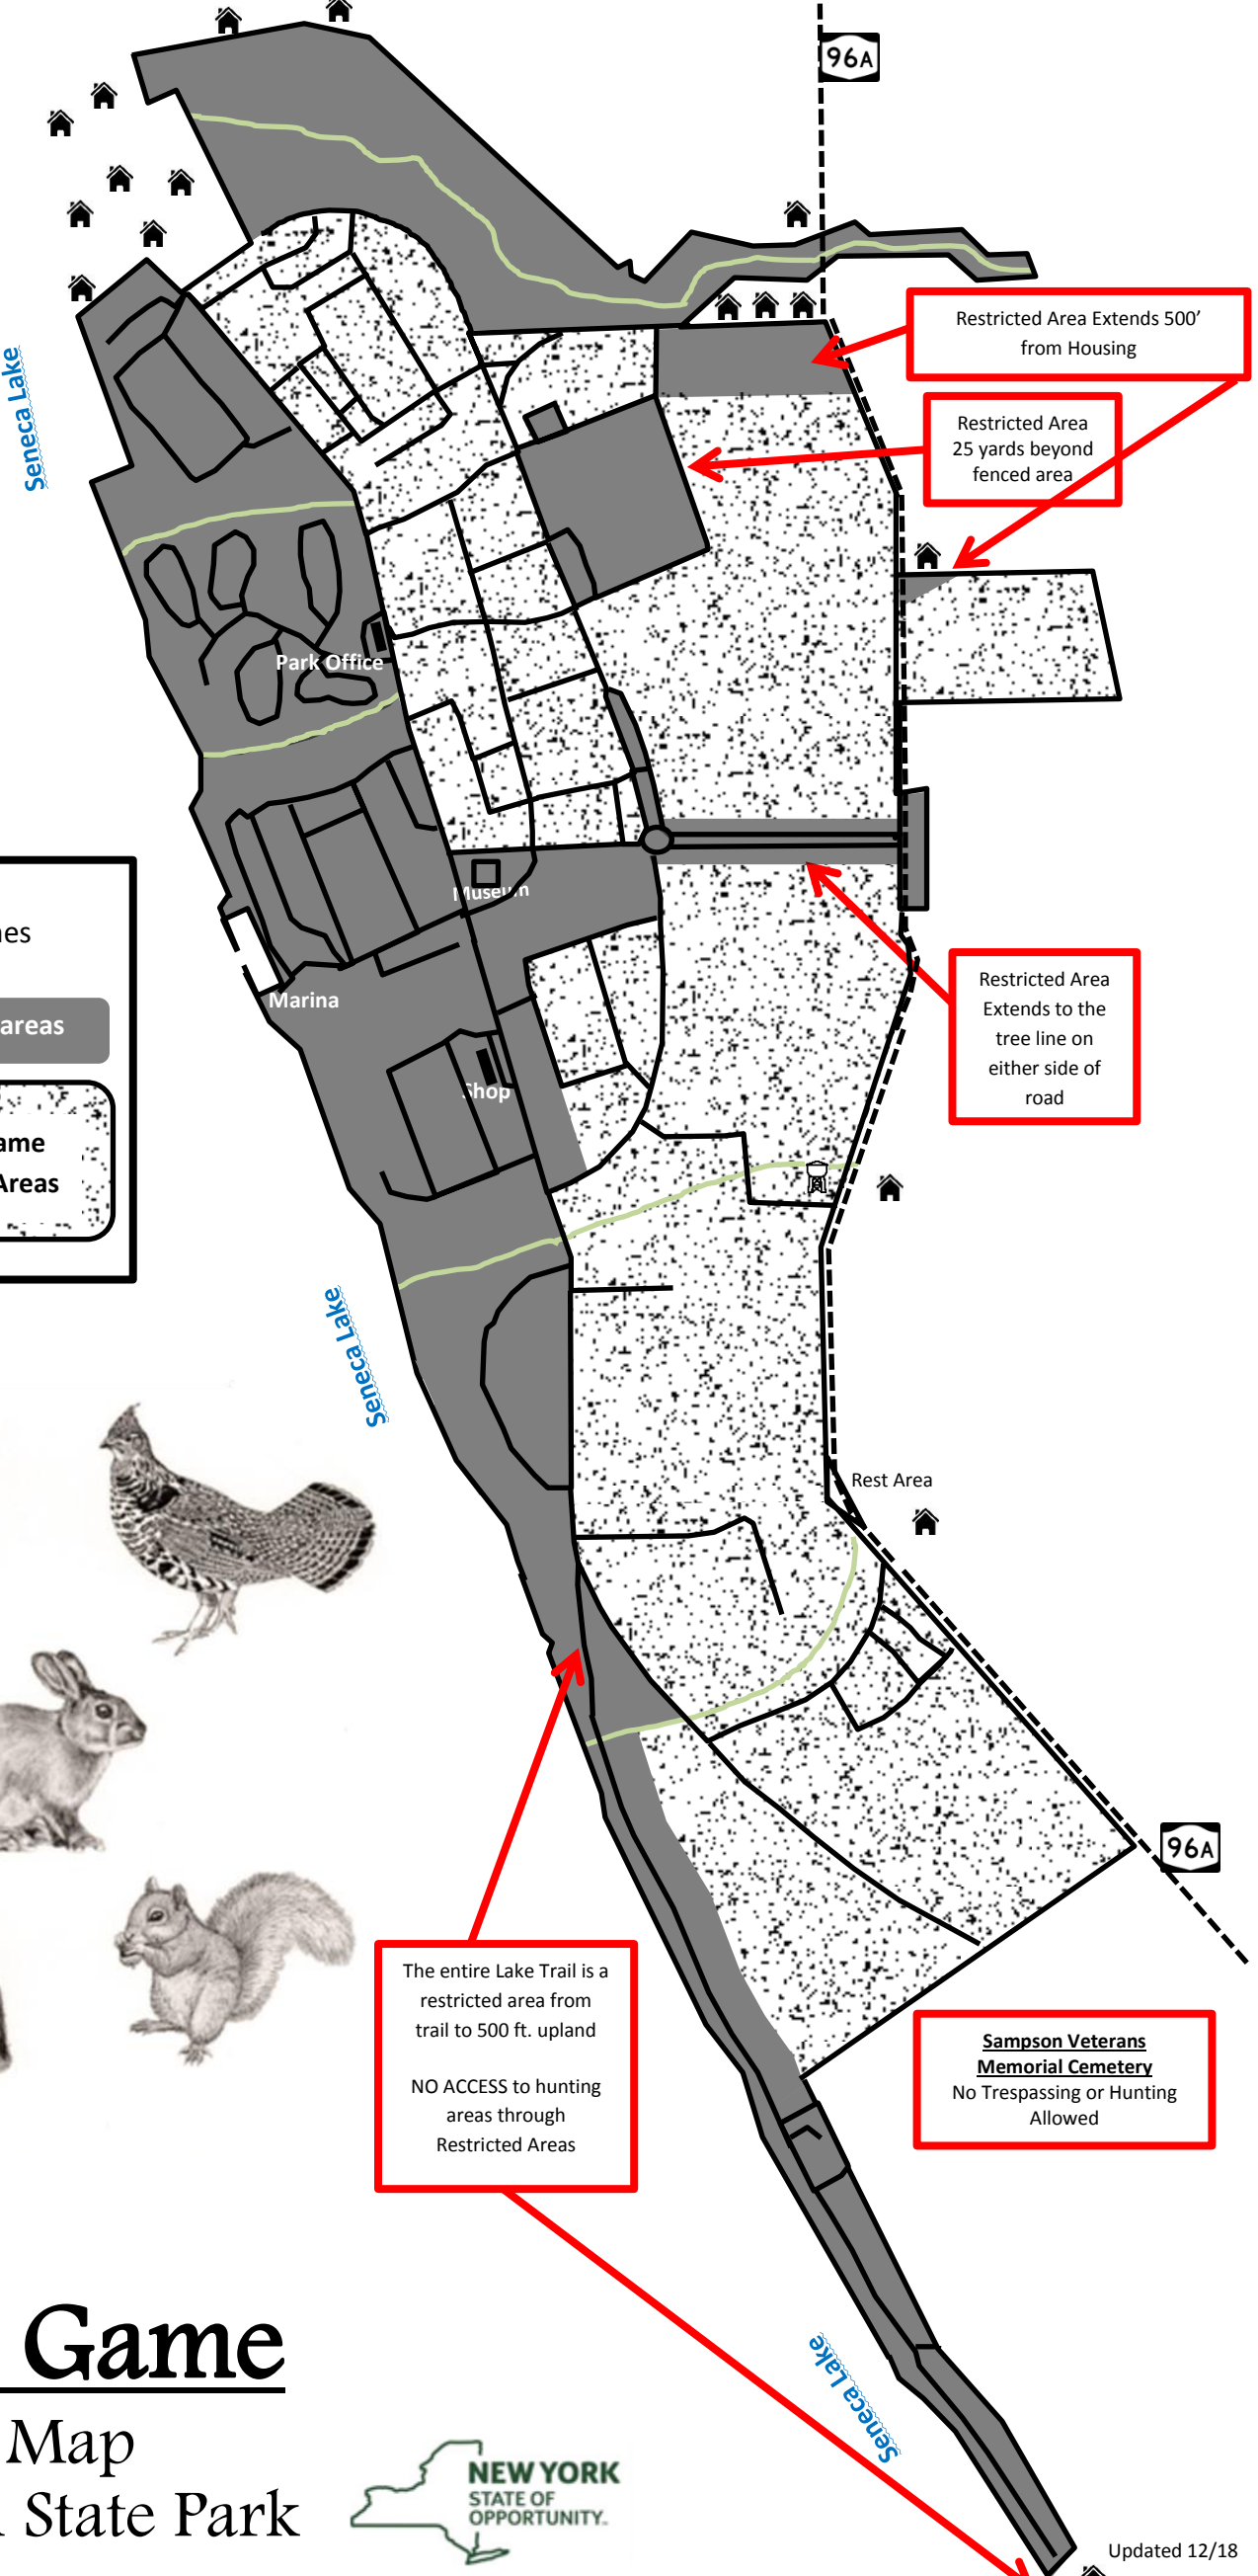 96A
Restricted Area Extends 500’
from Housing
Seneca Lake
Restricted Area
25 yards beyond
fenced area
Park Office
Museum
areas
Marina
Restricted Area
Extends to the
tree line on
either side of
road
Shop
Areas
Seneca Lake
Rest Area
96A
The entire Lake Trail is a
restricted area from
trail to 500 ft. upland
NO ACCESS to hunting
areas through
Restricted Areas
Sampson Veterans
Memorial Cemetery
No Trespassing or Hunting
Allowed
Game
Map
State Park
Seneca Lake
NEW YORK
STATE OF
OPPORTUNITY.
Updated 12/18